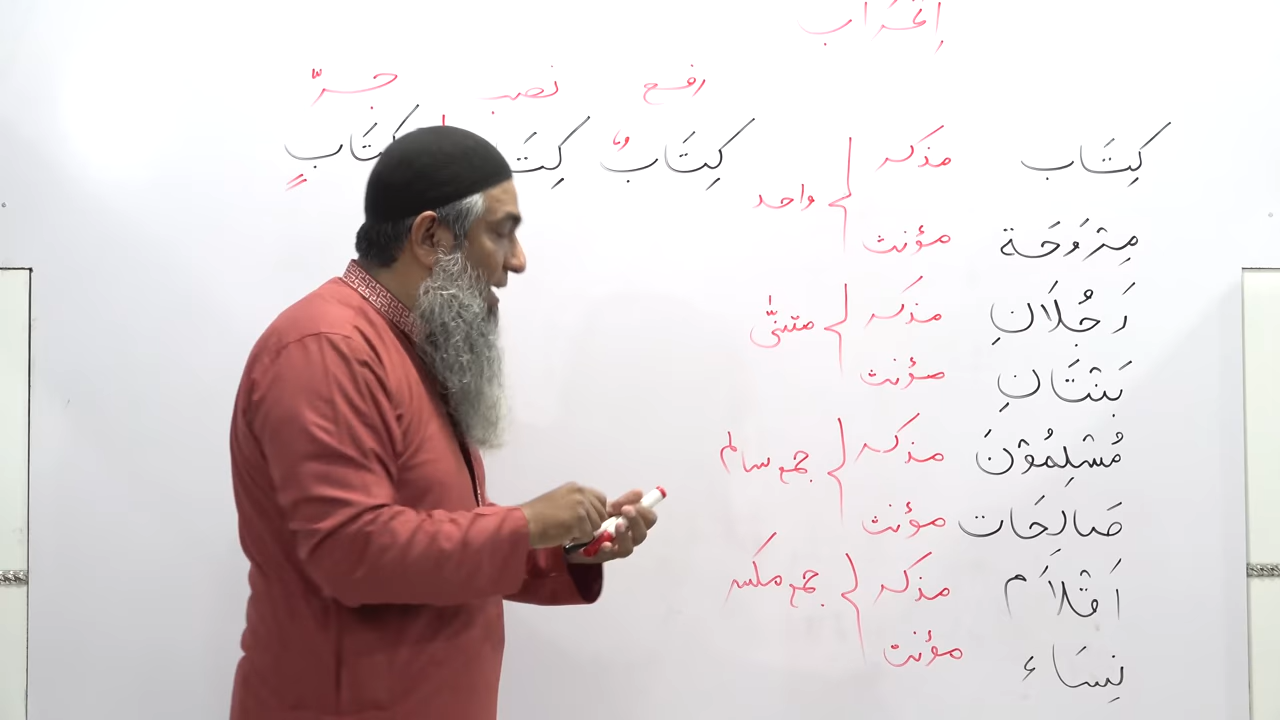 إعراب
رفع نصب جرّ
كِتَاب مذكر كِتَابٌ كِتَا كِتَابٍ
واحد
مِرْوَحَة مؤنث
رَجُلَانِ مذكر
مثنىّٰ
بَنْتَانِ مؤنث
مُسْلِمُوْنَ مذكر
جمع سالم
صَالِحَات مؤنث
اَقْلَام مذكر
جمع مكسر
نِسَاء مؤنث